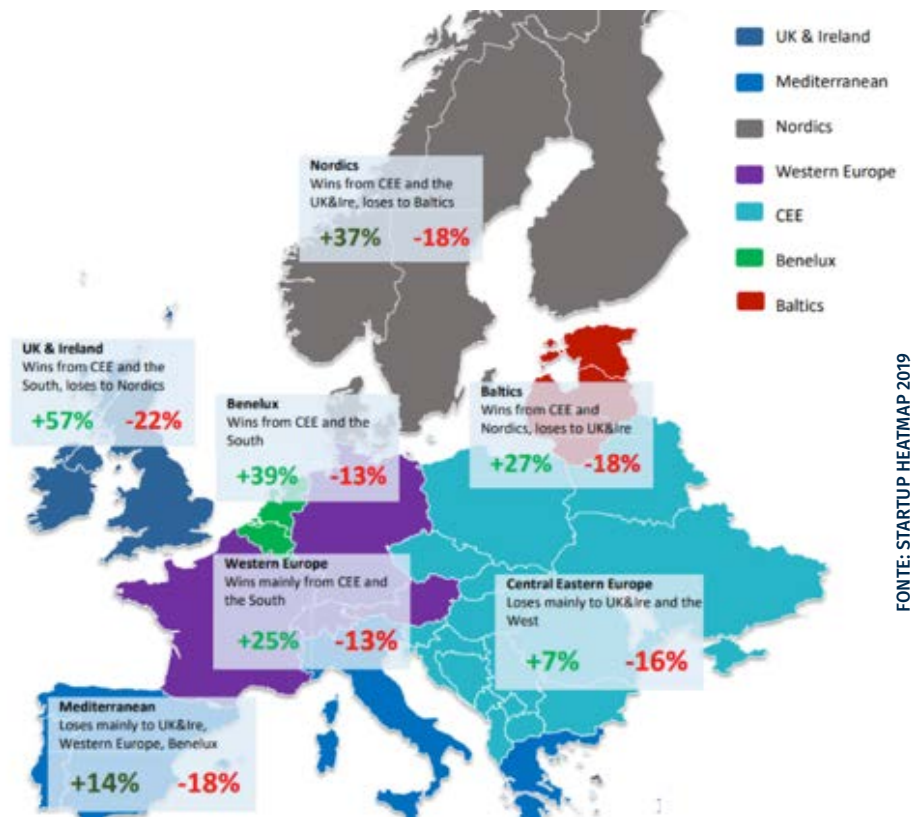 UK & Ireland
Mediterranean
Nordics
Western Europe
CEE
Benelux
Baltics
Nordics
Wins from CEE and the
UK&Ire, loses to Baltics
+37% -18%
UK & Ireland
Wins from CEE and the
South, loses to Nordics
+57% -22%
Benelux
Wins from CEE and the
South
+39% -13%
Baltics
Wins from CEE and
Nordics, loses to UK&Ire
+27% -18%
Western Europe
Wins mainly from CEE and
the South
+25% -13%
Central Eastern Europe
Loses mainly to UK&Ire and the
West
+7% -16%
Mediterranean
Loses mainly to UK&Ire,
Western Europe, Benelux
+14% -18%
FONTE: STARTUP HEATMAP 2019